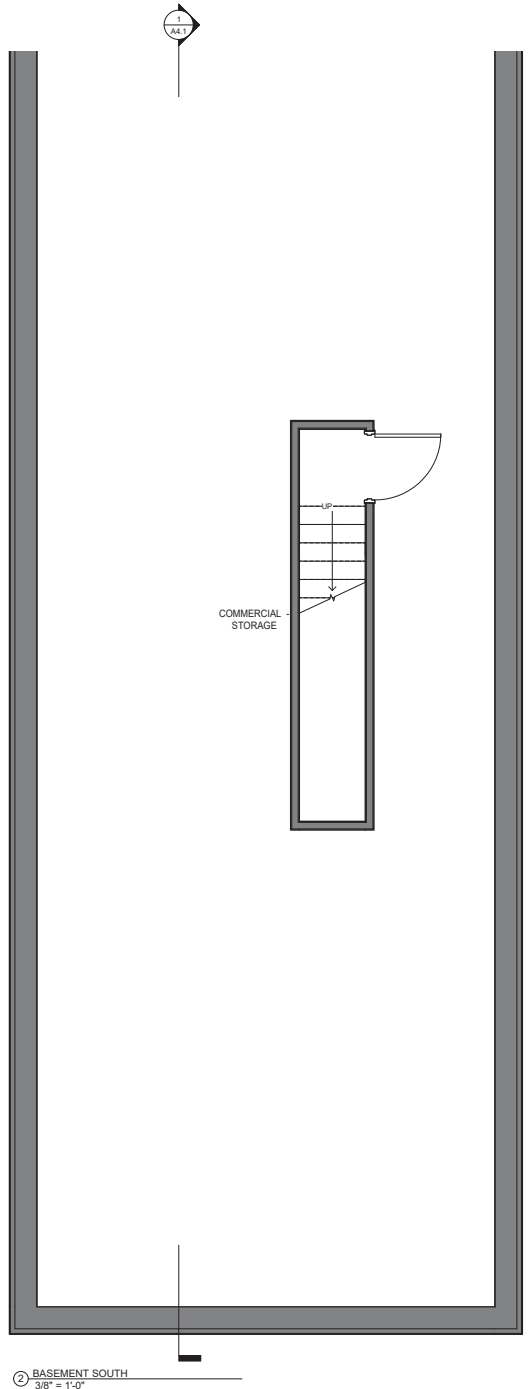 1
A4.1
UP
COMMERCIAL
STORAGE
2
BASEMENT SOUTH
3/8" = 1'-0"